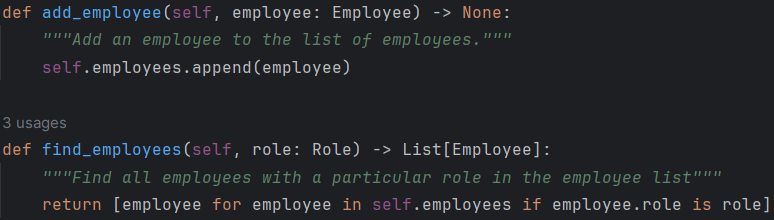 def add_employee(self, employee: Employee) -> None:
    """Add an employee to the list of employees."""
    self.employees.append(employee)
3 usages
def find_employees(self, role: Role) -> List[Employee]:
    """Find all employees with a particular role in the employee list"""
    return [employee for employee in self.employees if employee.role is role]